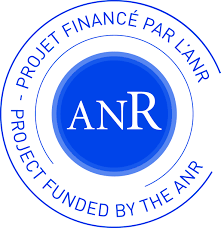 - PROJET FINANCÉ PAR L'ANR
ANR
- PROJECT FUNDED BY THE ANR